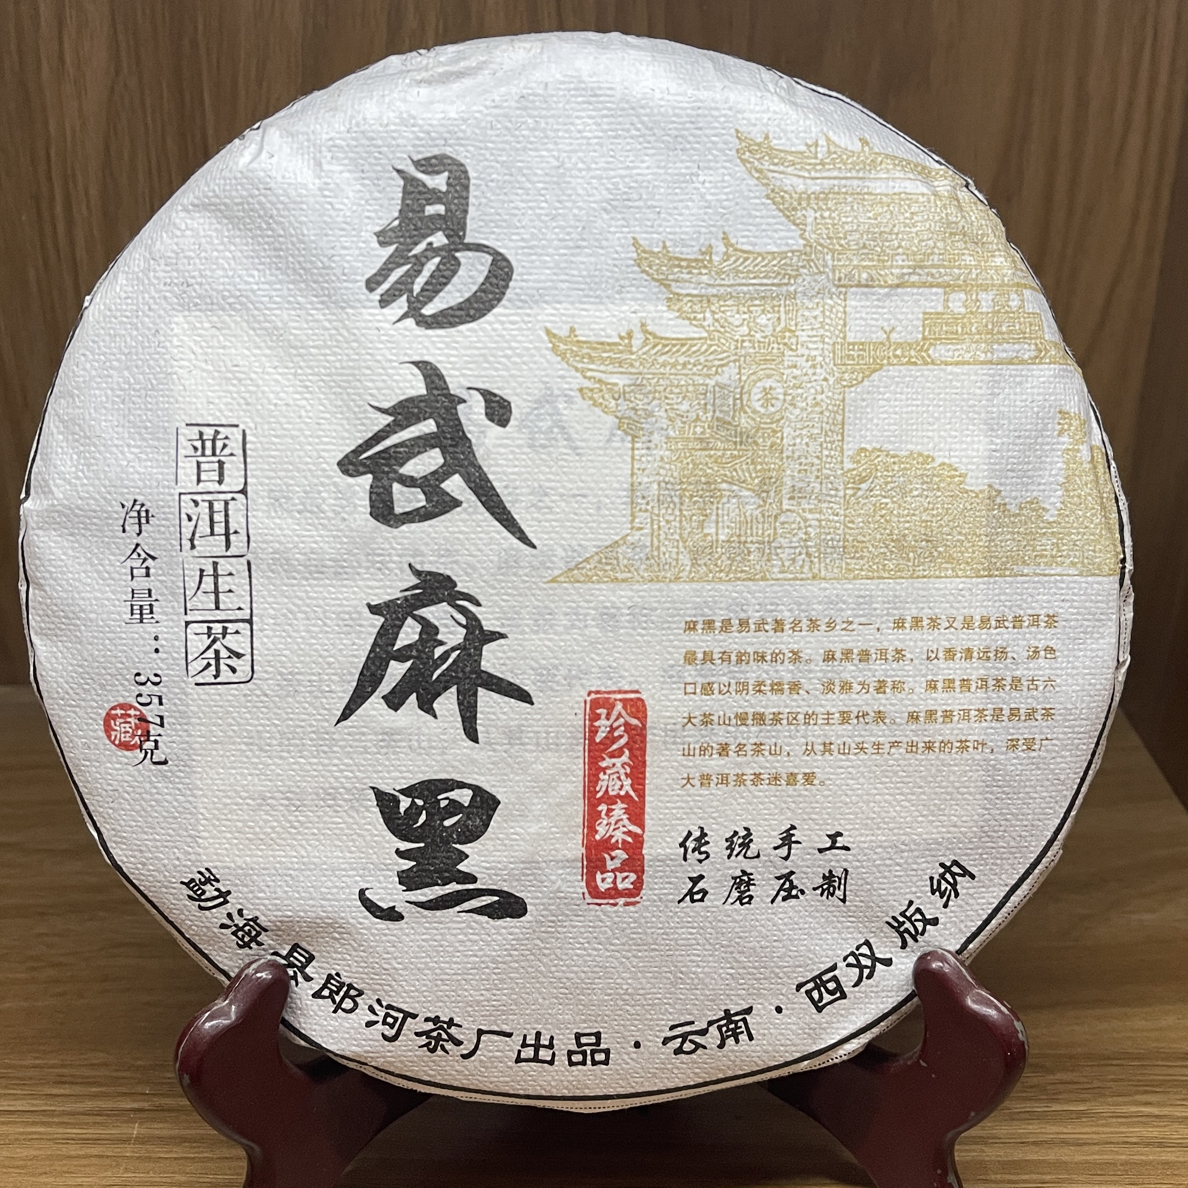 易武麻黑
普洱生茶
净含量：357克
藏
茶
麻黑是易武著名茶乡之一，麻黑茶又是易武普洱茶
最具有韵味的茶。麻黑普洱茶，以香清远扬、汤色
口感以阴柔糯香、淡雅为著称。麻黑普洱茶是古六
大茶山慢撒茶区的主要代表。麻黑普洱茶是易武茶
山的著名茶山，从其山头生产出来的茶叶，深受广
大普洱茶茶迷喜爱。
珍藏臻品
传统手工
石磨压制
勐海县郎河茶厂出品·云南·西双版纳